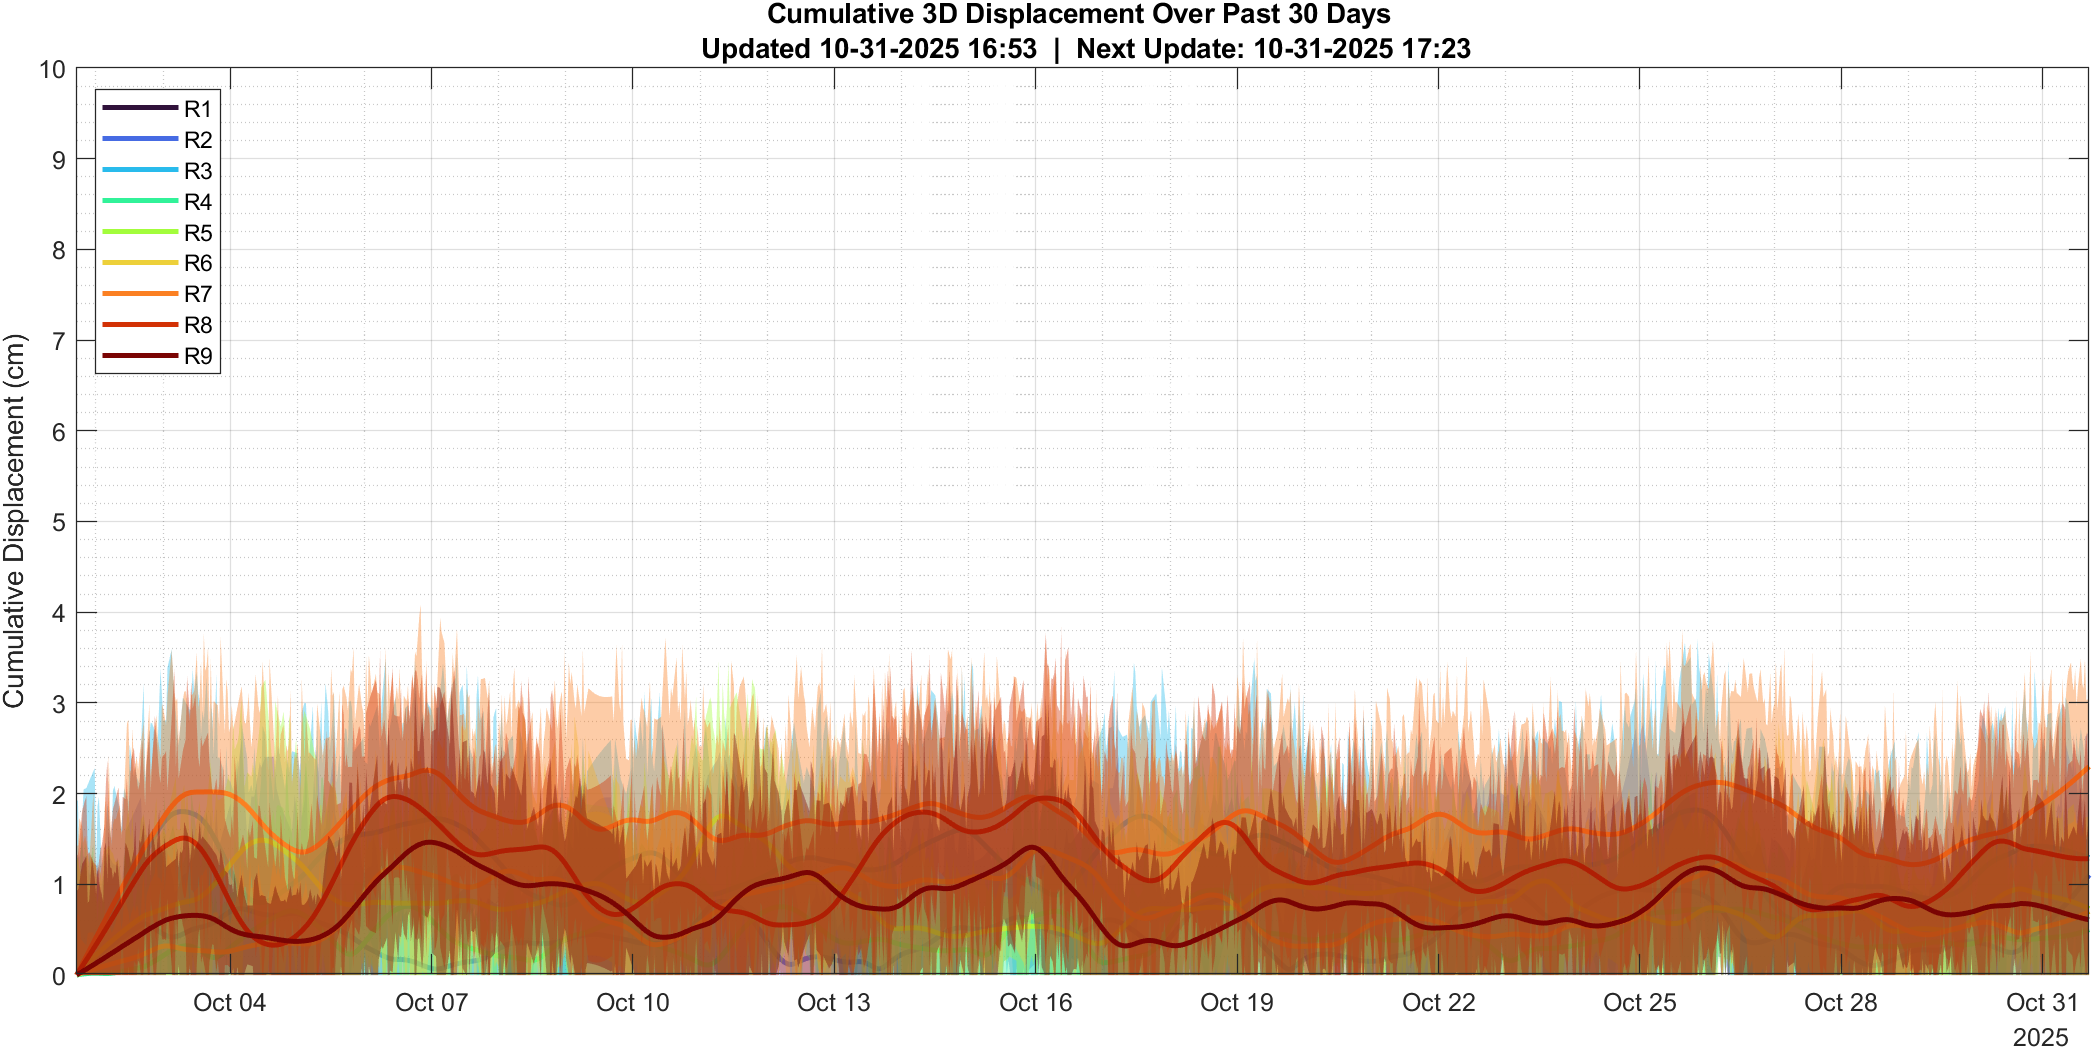 Cumulative 3D Displacement Over Past 30 Days
Updated 10-31-2025 16:53 | Next Update: 10-31-2025 17:23
Cumulative Displacement (cm)
10
9
8
7
6
5
4
3
2
1
0
R1
R2
R3
R4
R5
R6
R7
R8
R9
Oct 04 Oct 07 Oct 10 Oct 13 Oct 16 Oct 19 Oct 22 Oct 25 Oct 28 Oct 31
2025